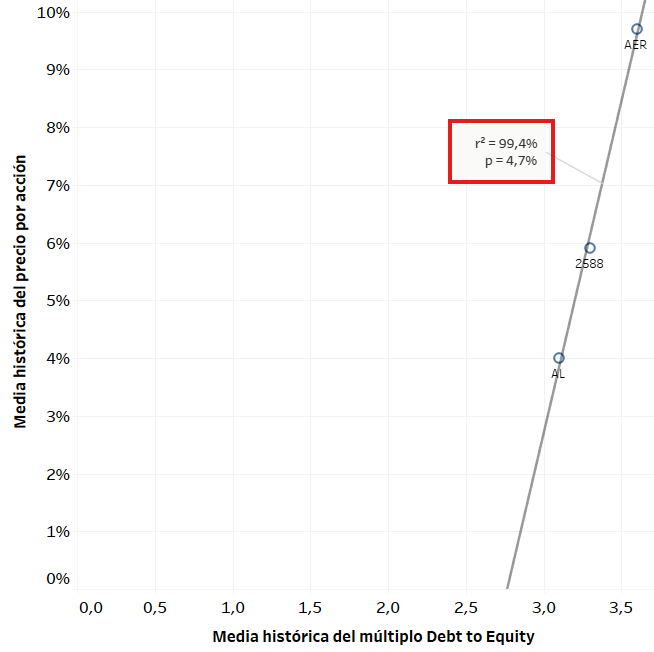 10%
9%
8%
7%
6%
5%
4%
3%
2%
1%
0%
Media histórica del precio por acción
AER
r² = 99,4%
p = 4,7%
2588
AL
0,0 0,5 1,0 1,5 2,0 2,5 3,0 3,5
Media histórica del múltiplo Debt to Equity